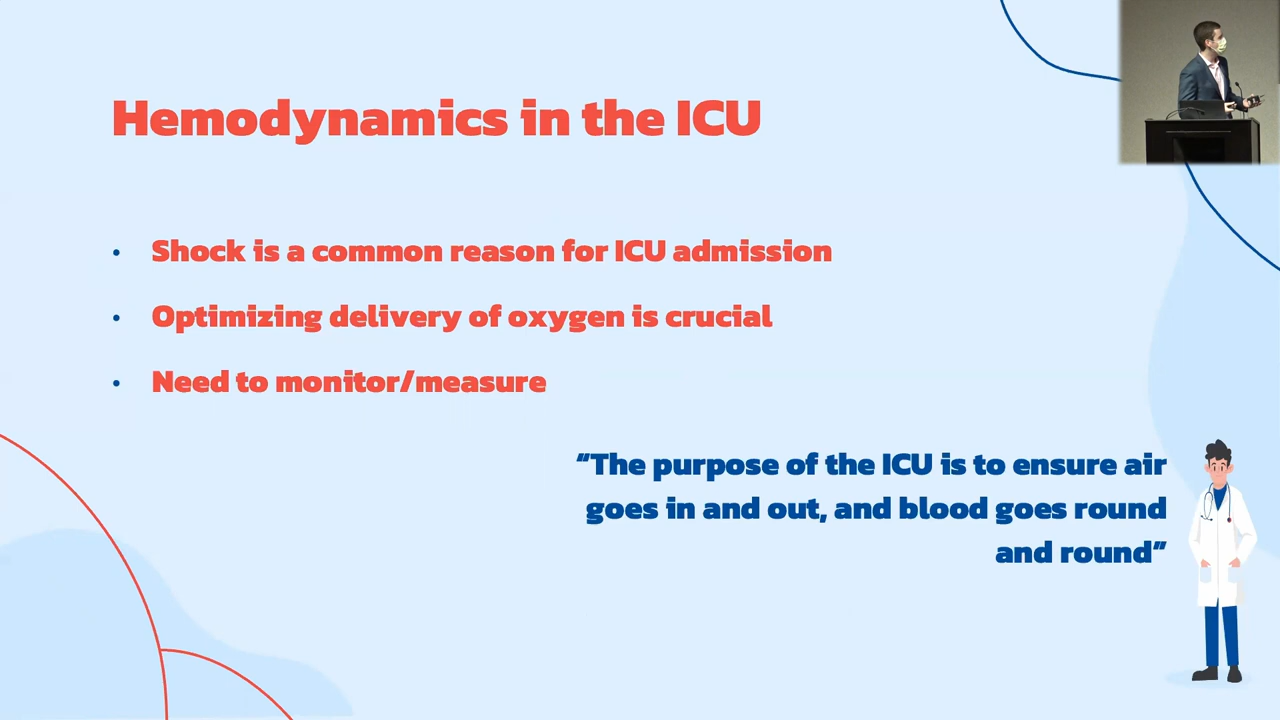 Hemodynamics in the ICU
• Shock is a common reason for ICU admission
• Optimizing delivery of oxygen is crucial
• Need to monitor/measure
“The purpose of the ICU is to ensure air
goes in and out, and blood goes round
and round”